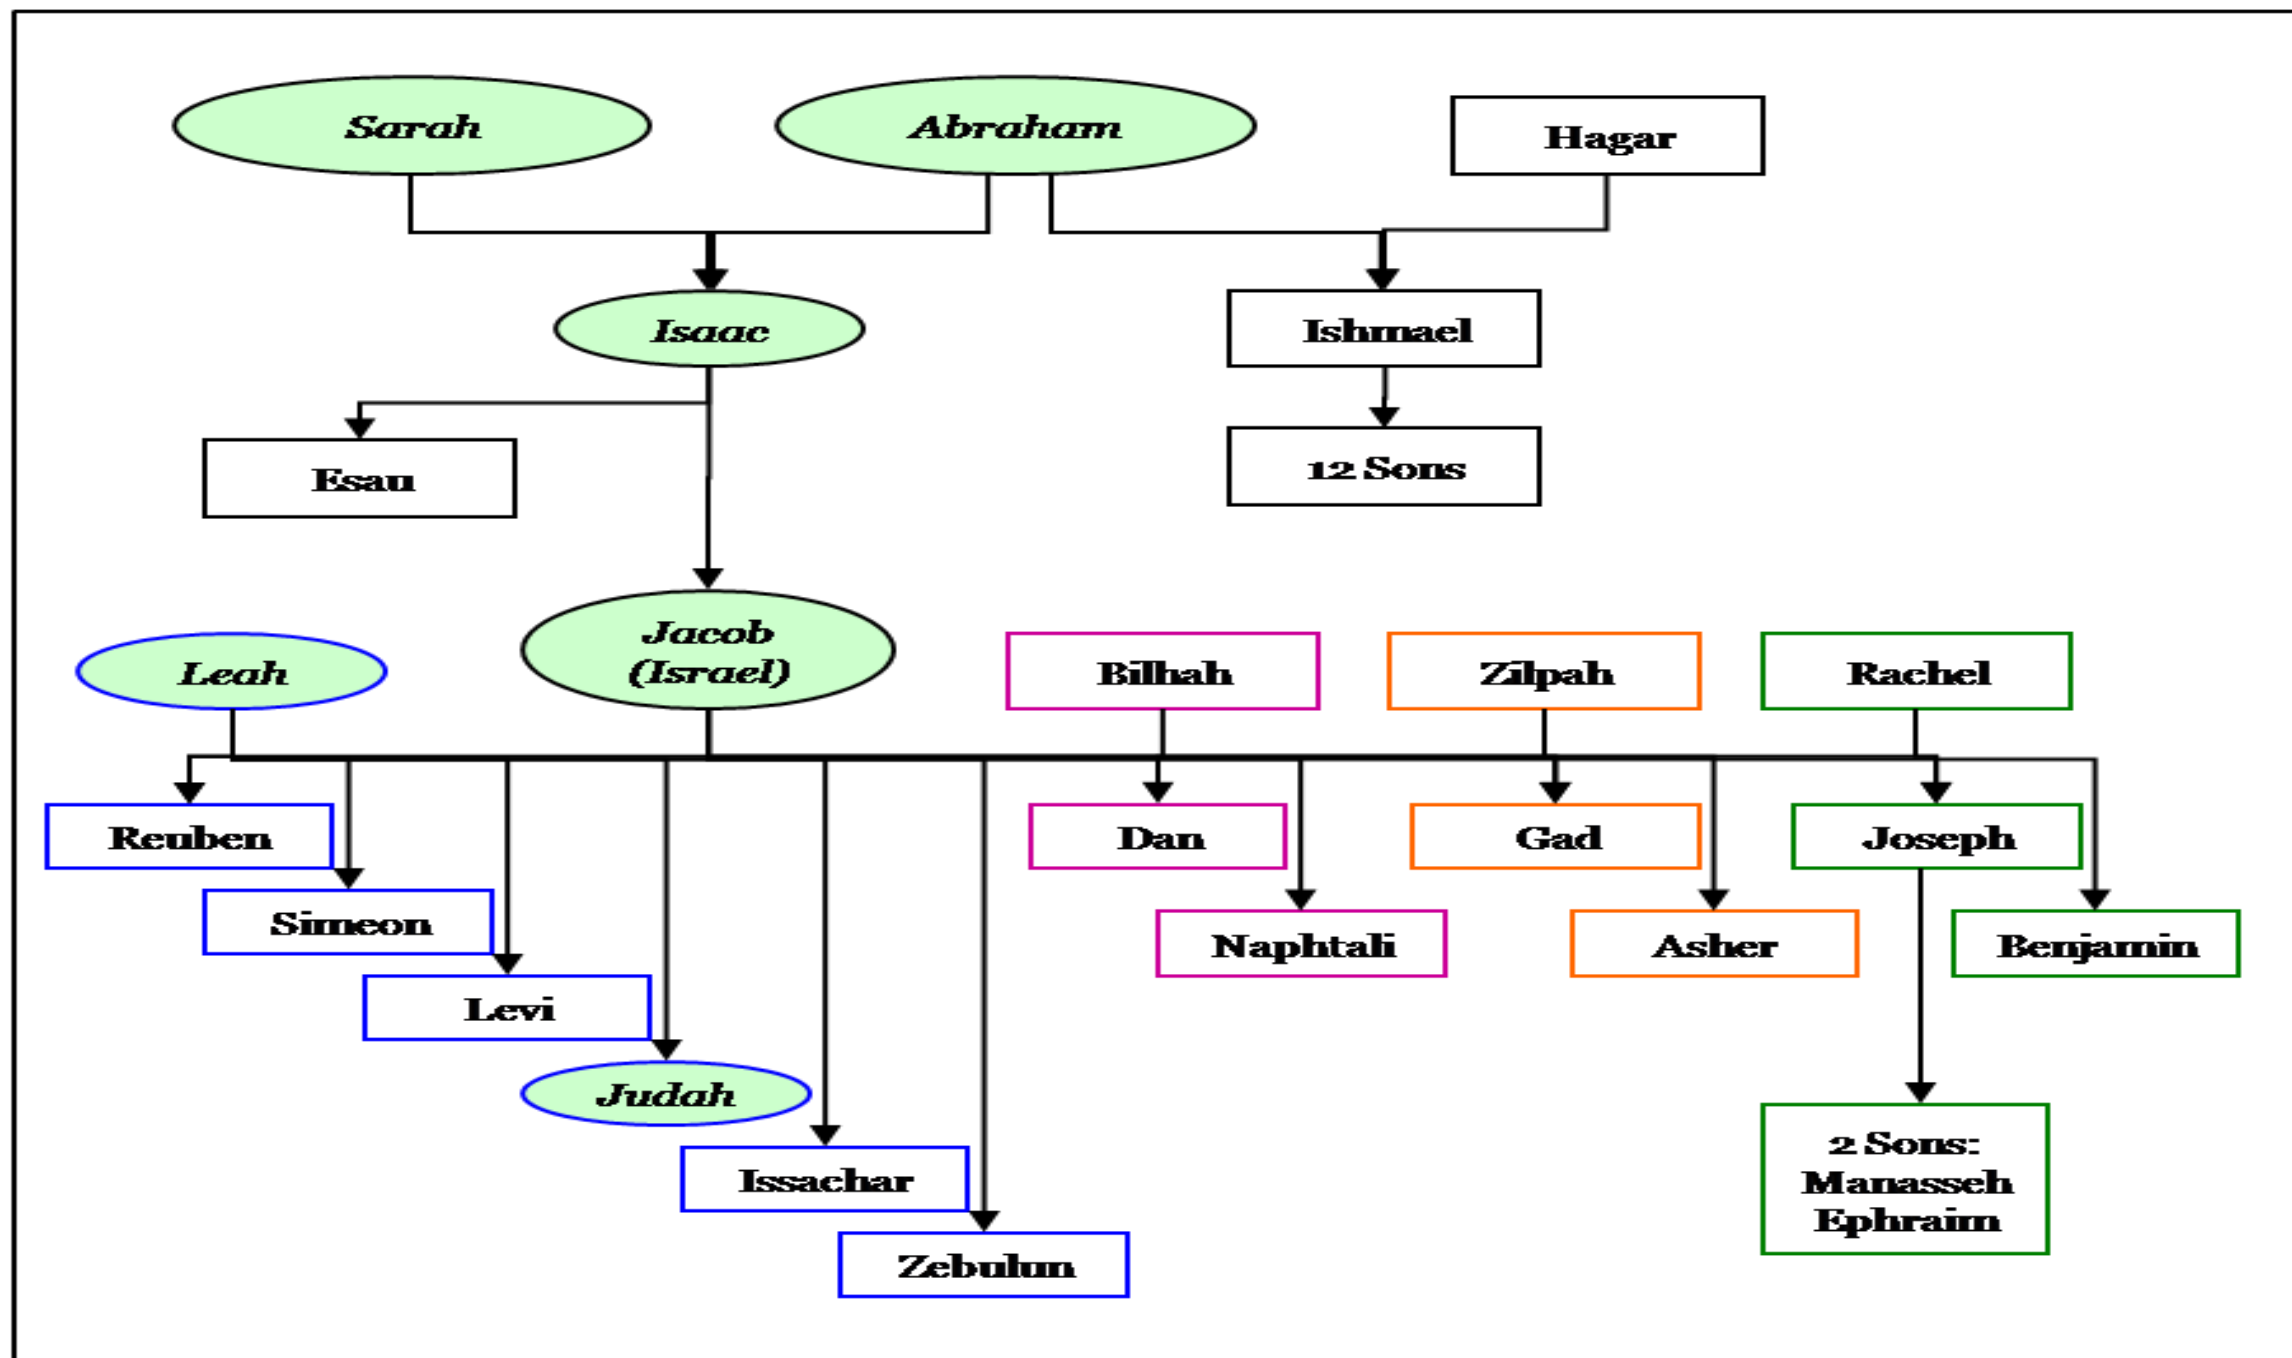 Sarah
Abraham
Hagar
Isaac
Ishmael
Esau
12 Sons
Jacob
(Israel)
Leah
Bilhah
Zilpah
Rachel
Reuben
Dan
Gad
Joseph
Simeon
Naphtali
Asher
Benjamin
Levi
Judah
Issachar
2 Sons:
Manasseh
Ephraim
Zebulun